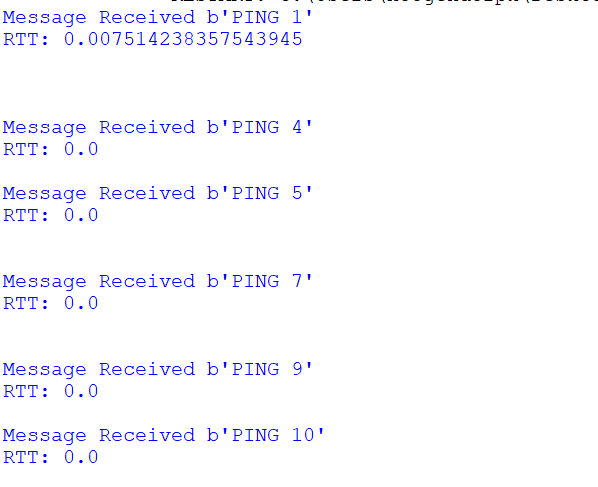 Message Received b'PING 1'
RTT: 0.007514238357543945
Message Received b'PING 4'
RTT: 0.0
Message Received b'PING 5'
RTT: 0.0
Message Received b'PING 7'
RTT: 0.0
Message Received b'PING 9'
RTT: 0.0
Message Received b'PING 10'
RTT: 0.0